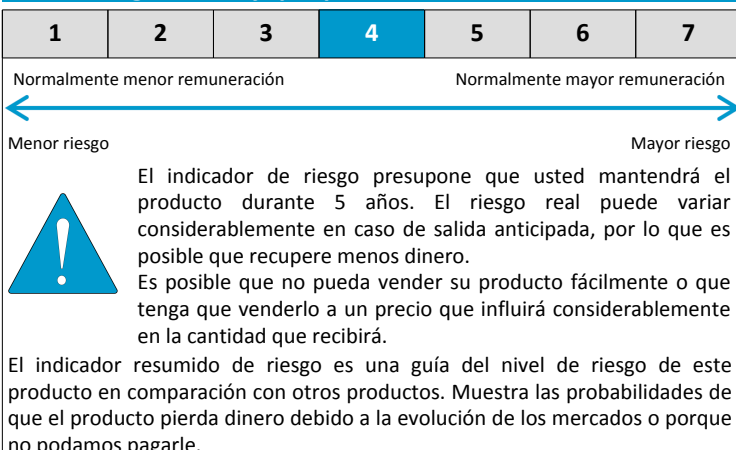 1 2 3 4 5 6 7
Normalmente menor remuneración Normalmente mayor remuneración
Menor riesgo Mayor riesgo
El indicador de riesgo presupone que usted mantendrá el
producto durante 5 años. El riesgo real puede variar
considerablemente en caso de salida anticipada, por lo que es
posible que recupere menos dinero.
Es posible que no pueda vender su producto fácilmente o que
tenga que venderlo a un precio que influirá considerablemente
en la cantidad que recibirá.
El indicador resumido de riesgo es una guía del nivel de riesgo de este
producto en comparación con otros productos. Muestra las probabilidades de
que el producto pierda dinero debido a la evolución de los mercados o porque
no podamos pagarle.